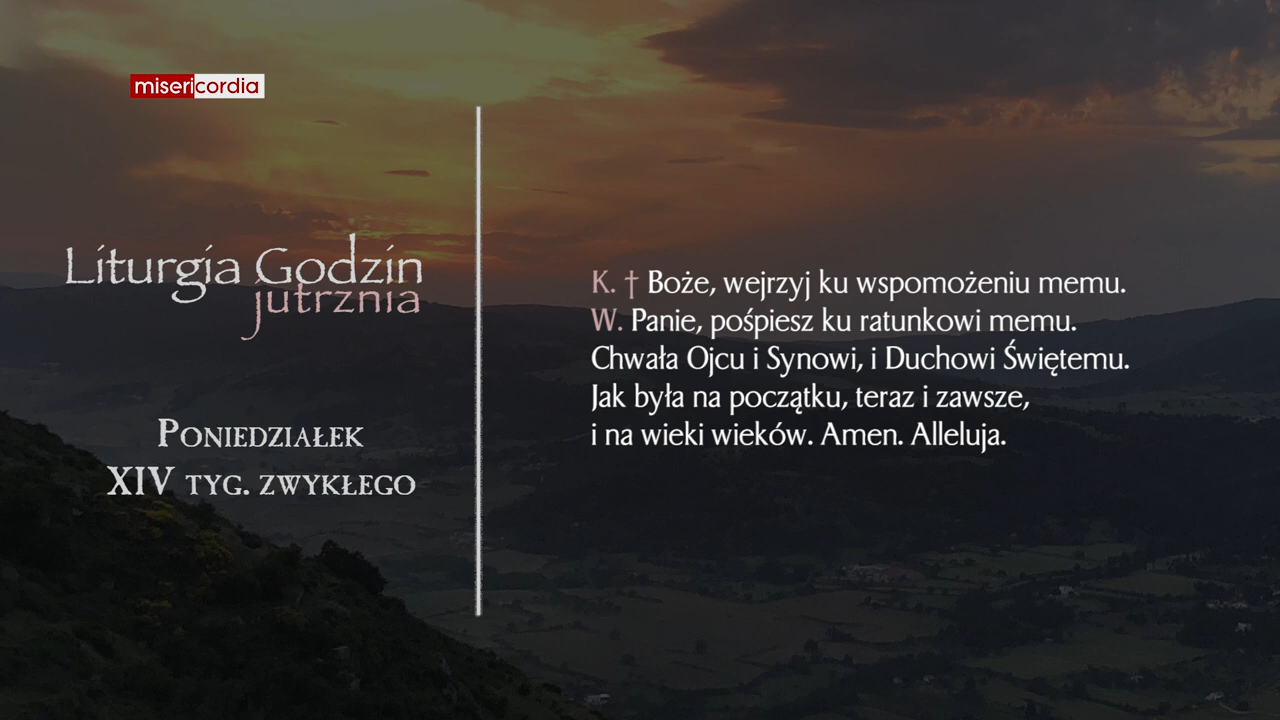 misericordia
Liturgia Godzin
jutrznia
Poniedziałek
XIV tyg. zwykłego
K. † Boże, wejrzyj ku wspomożeniu memu.
W. Panie, pośpiesz ku ratunkowi memu.
Chwała Ojcu i Synowi, i Duchowi Świętemu.
Jak była na początku, teraz i zawsze,
i na wieki wieków. Amen. Alleluja.